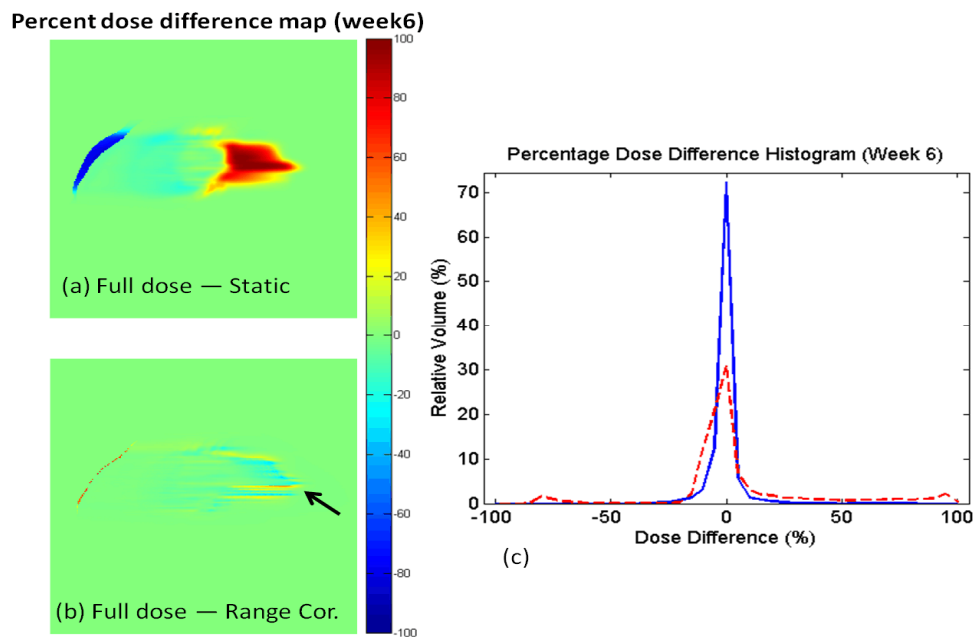 Percent dose difference map (week6)
100
80
60
40
20
0
-20
-40
-60
-80
-100
(a) Full dose — Static
(b) Full dose — Range Cor.
Percentage Dose Difference Histogram (Week 6)
Relative Volume (%)
70
60
50
40
30
20
10
0
-100 -50 0 50 100
Dose Difference (%)
(c)